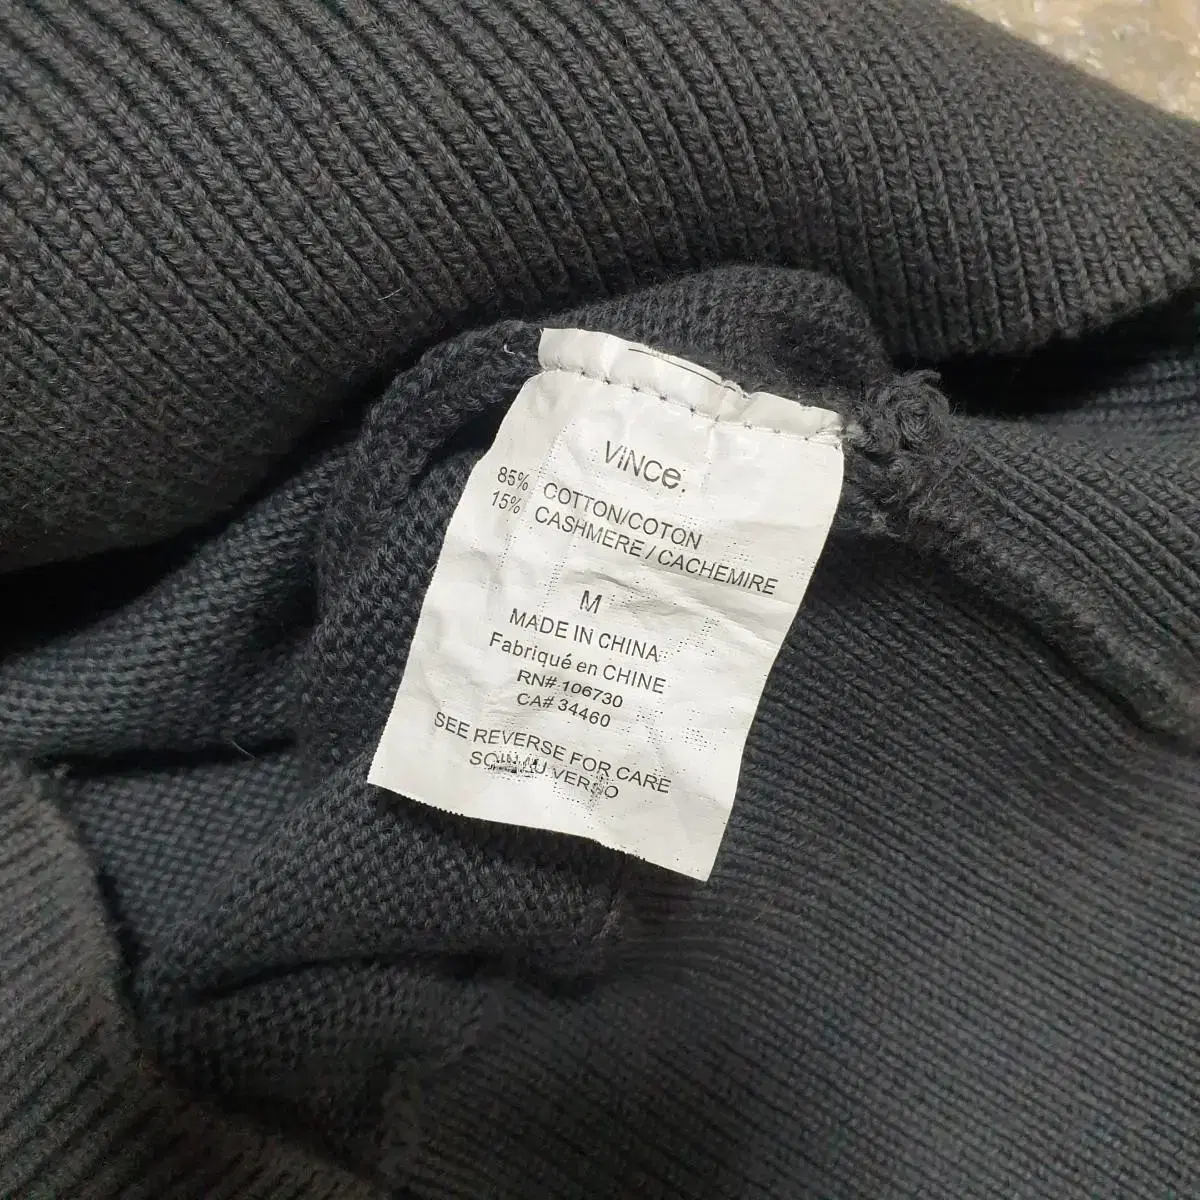 VINCe.
85% COTTON/COTON
15% CASHMERE/CACHEMIRE
M
MADE IN CHINA
Fabriqué en CHINE
RN# 106730
CA# 34460
SEE REVERSE FOR CARE
VERSO